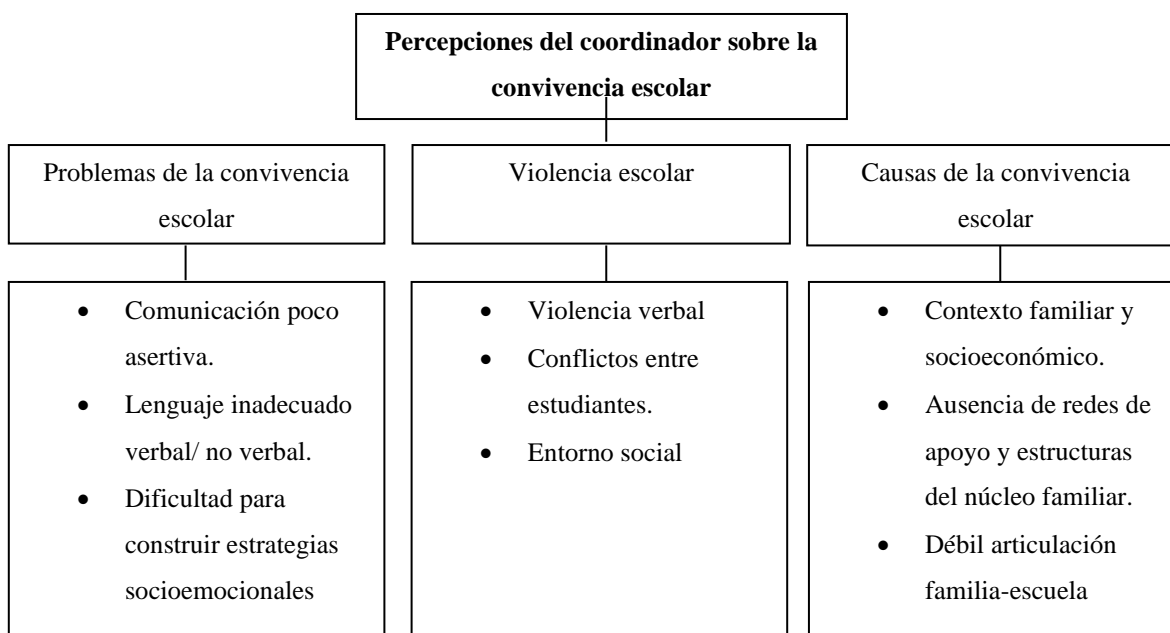 Percepciones del coordinador sobre la
convivencia escolar
Problemas de la convivencia
escolar
Violencia escolar
Causas de la convivencia
escolar
• Comunicación poco
asertiva.
• Lenguaje inadecuado
verbal/ no verbal.
• Dificultad para
construir estrategias
socioemocionales
• Violencia verbal
• Conflictos entre
estudiantes.
• Entorno social
• Contexto familiar y
socioeconómico.
• Ausencia de redes de
apoyo y estructuras
del núcleo familiar.
• Débil articulación
familia-escuela